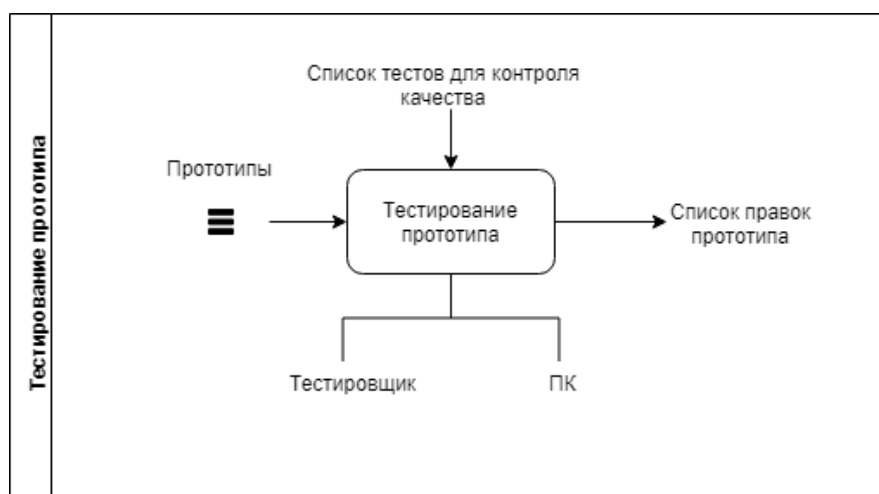 Тестирование прототипа
Список тестов для контроля
качества
Прототипы
Тестирование
прототипа
Список правок
прототипа
Тестировщик
ПК